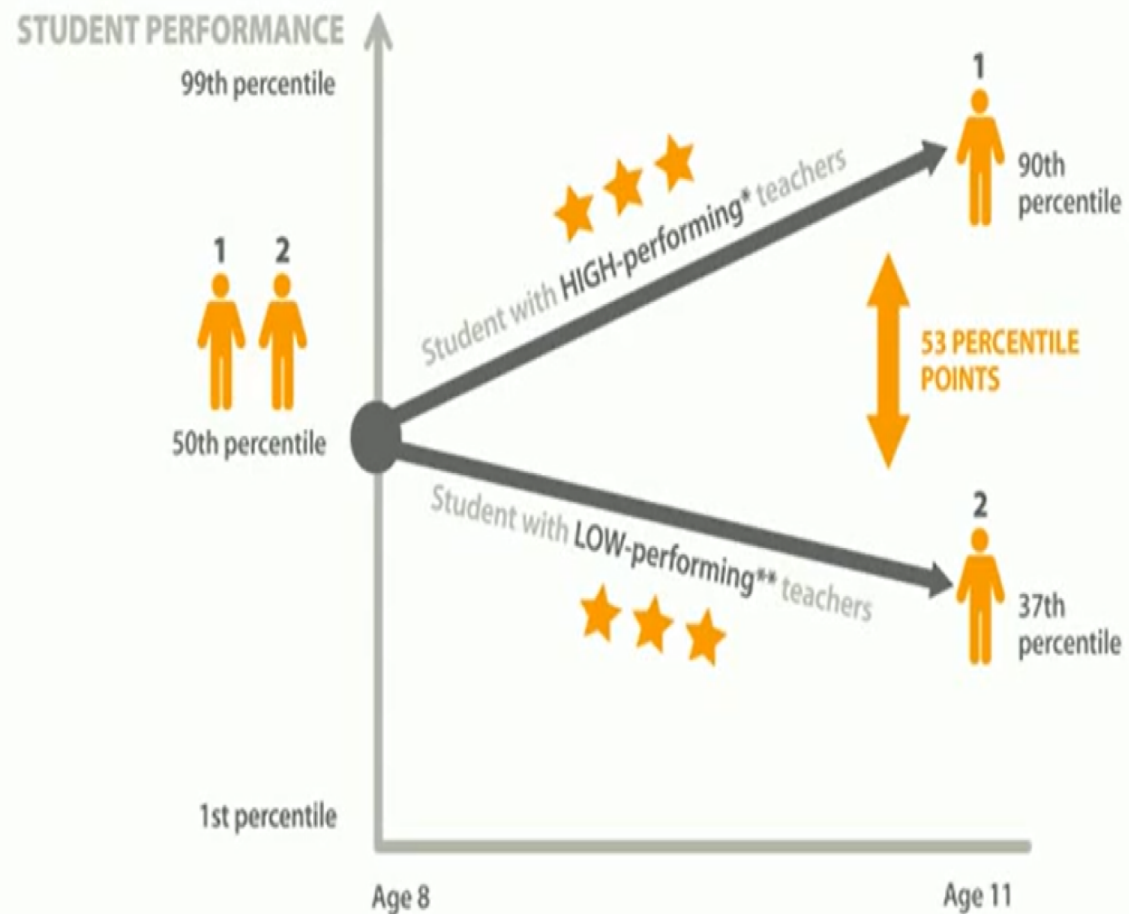 STUDENT PERFORMANCE
99th percentile
1
90th
percentile
Student with HIGH-performing* teachers
1 2
53 PERCENTILE
POINTS
50th percentile
Student with LOW-performing** teachers
2
37th
percentile
1st percentile
Age 8
Age 11